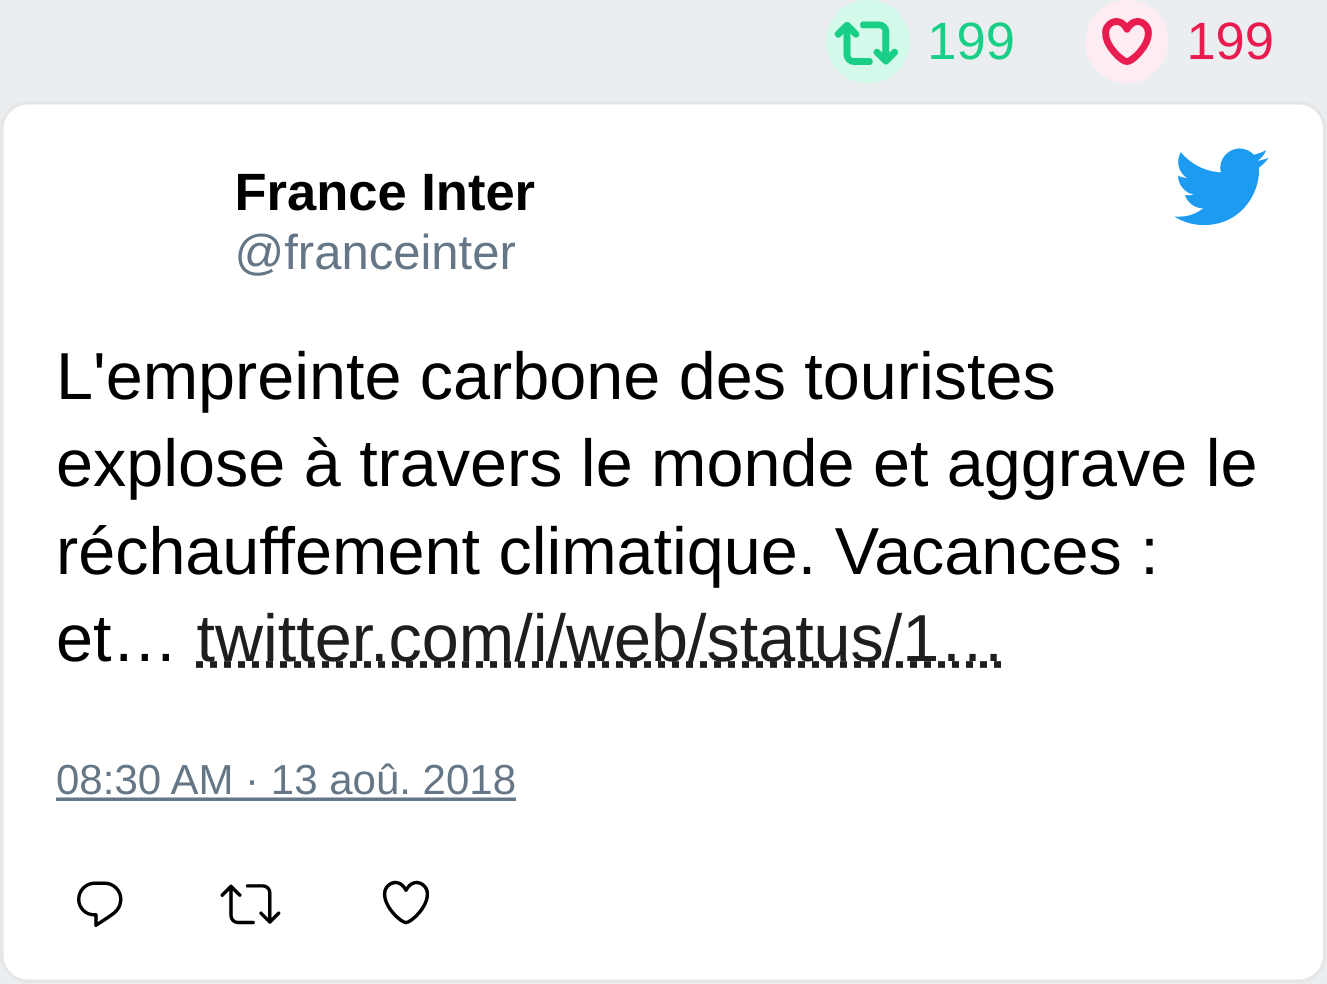 199 199
France Inter
@franceinter
L'empreinte carbone des touristes
explose à travers le monde et aggrave le
réchauffement climatique. Vacances :
et… twitter.com/i/web/status/1…
08:30 AM · 13 aoû. 2018